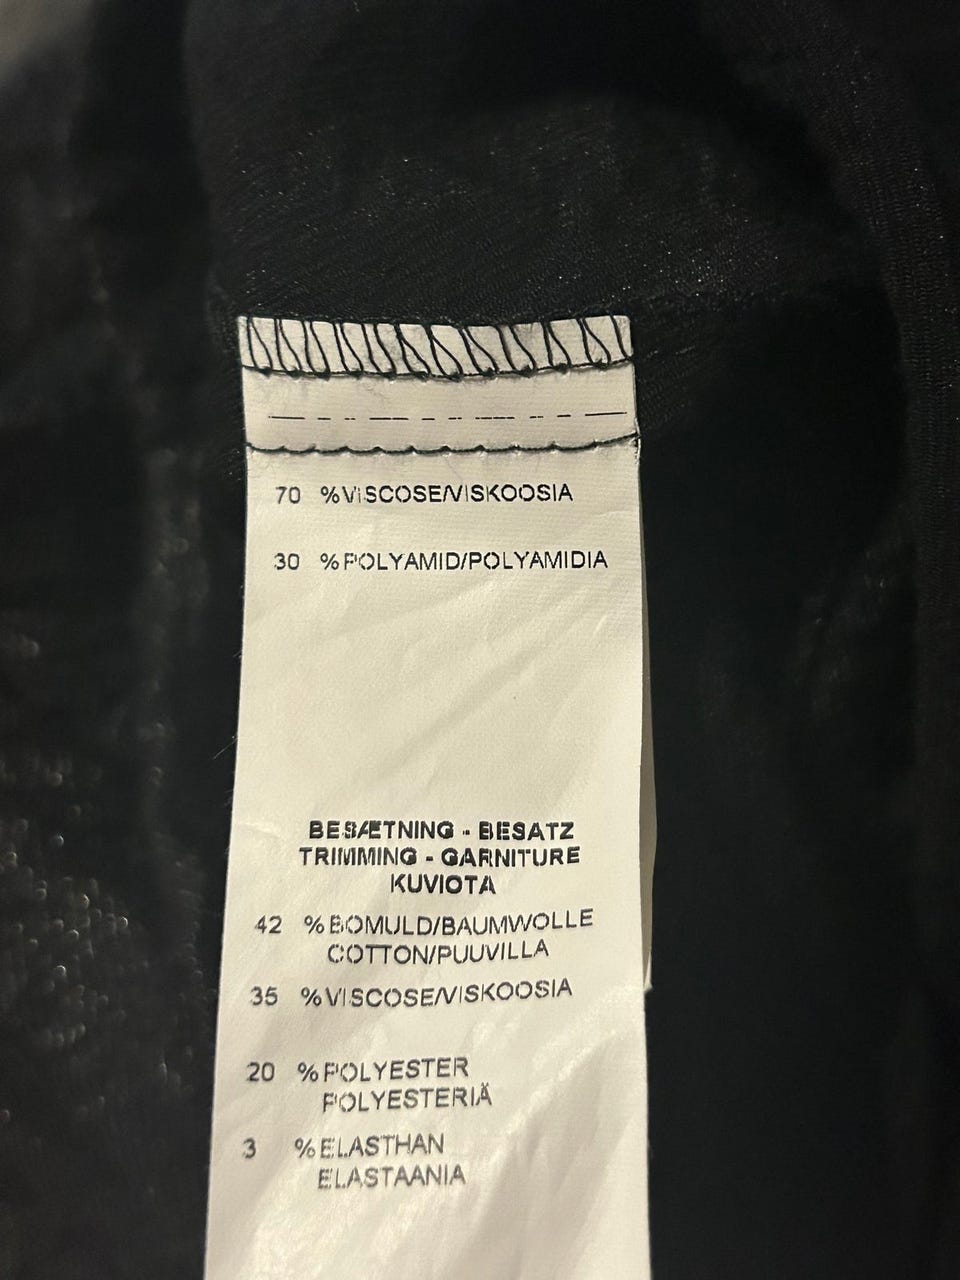 70 %VISCOSE/VISKOOSIA
30 %POLYAMID/POLYAMIDIA
BESÆTNING - BESATZ
TRIMMING - GARNITURE
KUVIOTA
42 %BOMULD/BAUMWOLLE
COTTON/PUUVILLA
35 %VISCOSE/VISKOOSIA
20 %POLYESTER
POLYESTERIÄ
3 %ELASTHAN
ELASTAANIA